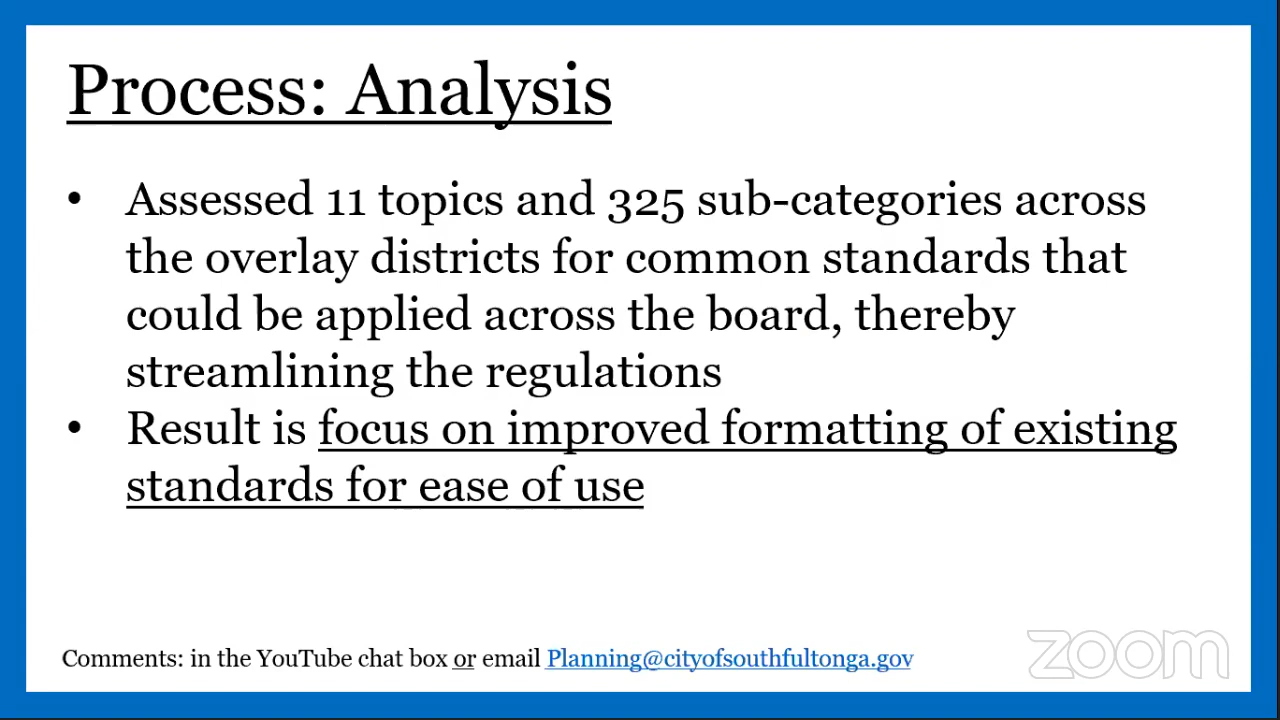 Process: Analysis
• Assessed 11 topics and 325 sub-categories across
the overlay districts for common standards that
could be applied across the board, thereby
streamlining the regulations
• Result is focus on improved formatting of existing
standards for ease of use
Comments: in the YouTube chat box or email Planning@cityofsouthfultonga.gov
zoom